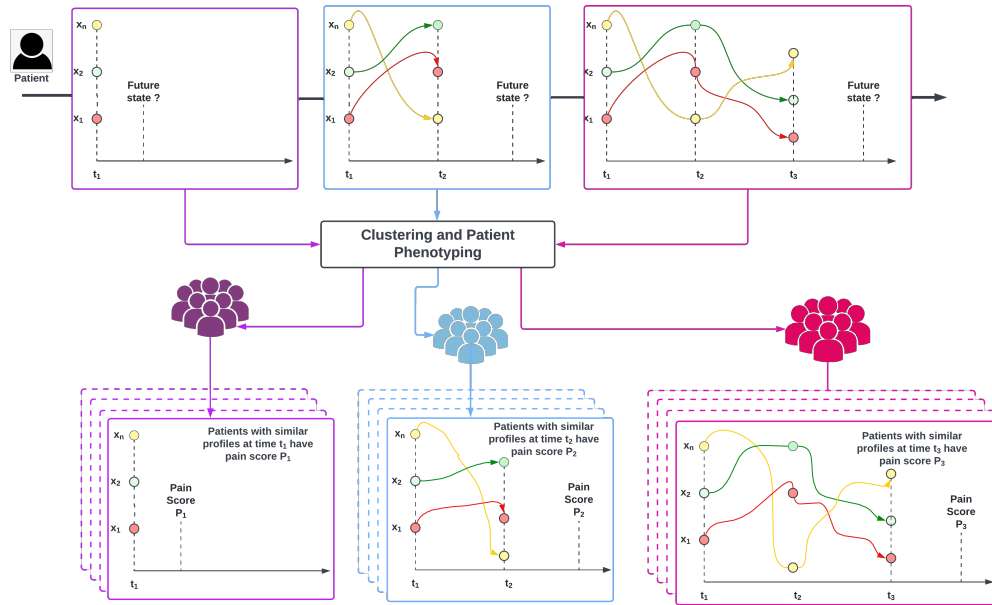 Patient
xₙ
x₂
x₁
Future
state ?
t₁
xₙ
x₂
x₁
Future
state ?
t₁
t₂
xₙ
x₂
x₁
Future
state ?
t₁
t₂
t₃
Clustering and Patient
Phenotyping
Patients with similar
profiles at time t₁ have
pain score P₁
xₙ
x₂
x₁
Pain
Score
P₁
t₁
Patients with similar
profiles at time t₂ have
pain score P₂
xₙ
x₂
x₁
Pain
Score
P₂
t₁
t₂
Patients with similar
profiles at time t₃ have
pain score P₃
xₙ
x₂
x₁
Pain
Score
P₃
t₁
t₂
t₃